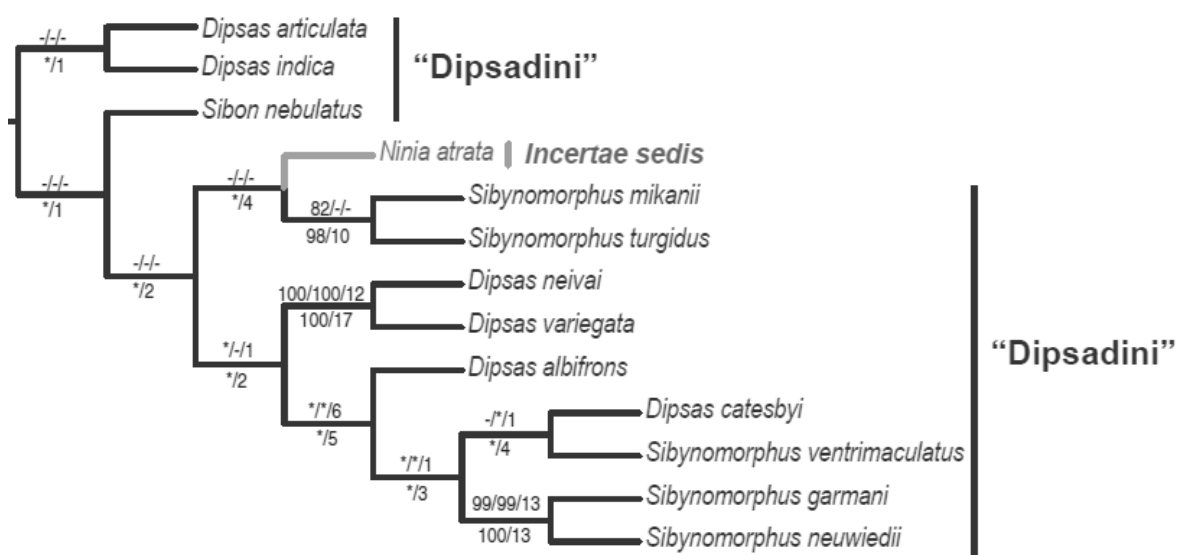 Dipsas articulata
-/-/-
*/1
Dipsas indica
“Dipsadini”
Sibon nebulatus
Ninia atrata
Incertae sedis
-/-/-
*/1
-/-/-
*/4
Sibynomorphus mikanii
82/-/-
98/10
Sibynomorphus turgidus
-/-/-
*/2
Dipsas neivai
100/100/12
100/17
Dipsas variegata
“Dipsadini”
*/-/1
*/2
Dipsas albifrons
*/*/6
*/5
Dipsas catesbyi
-/*/1
*/4
Sibynomorphus ventrimaculatus
*/*/1
*/3
Sibynomorphus garmani
99/99/13
100/13
Sibynomorphus neuwiedii